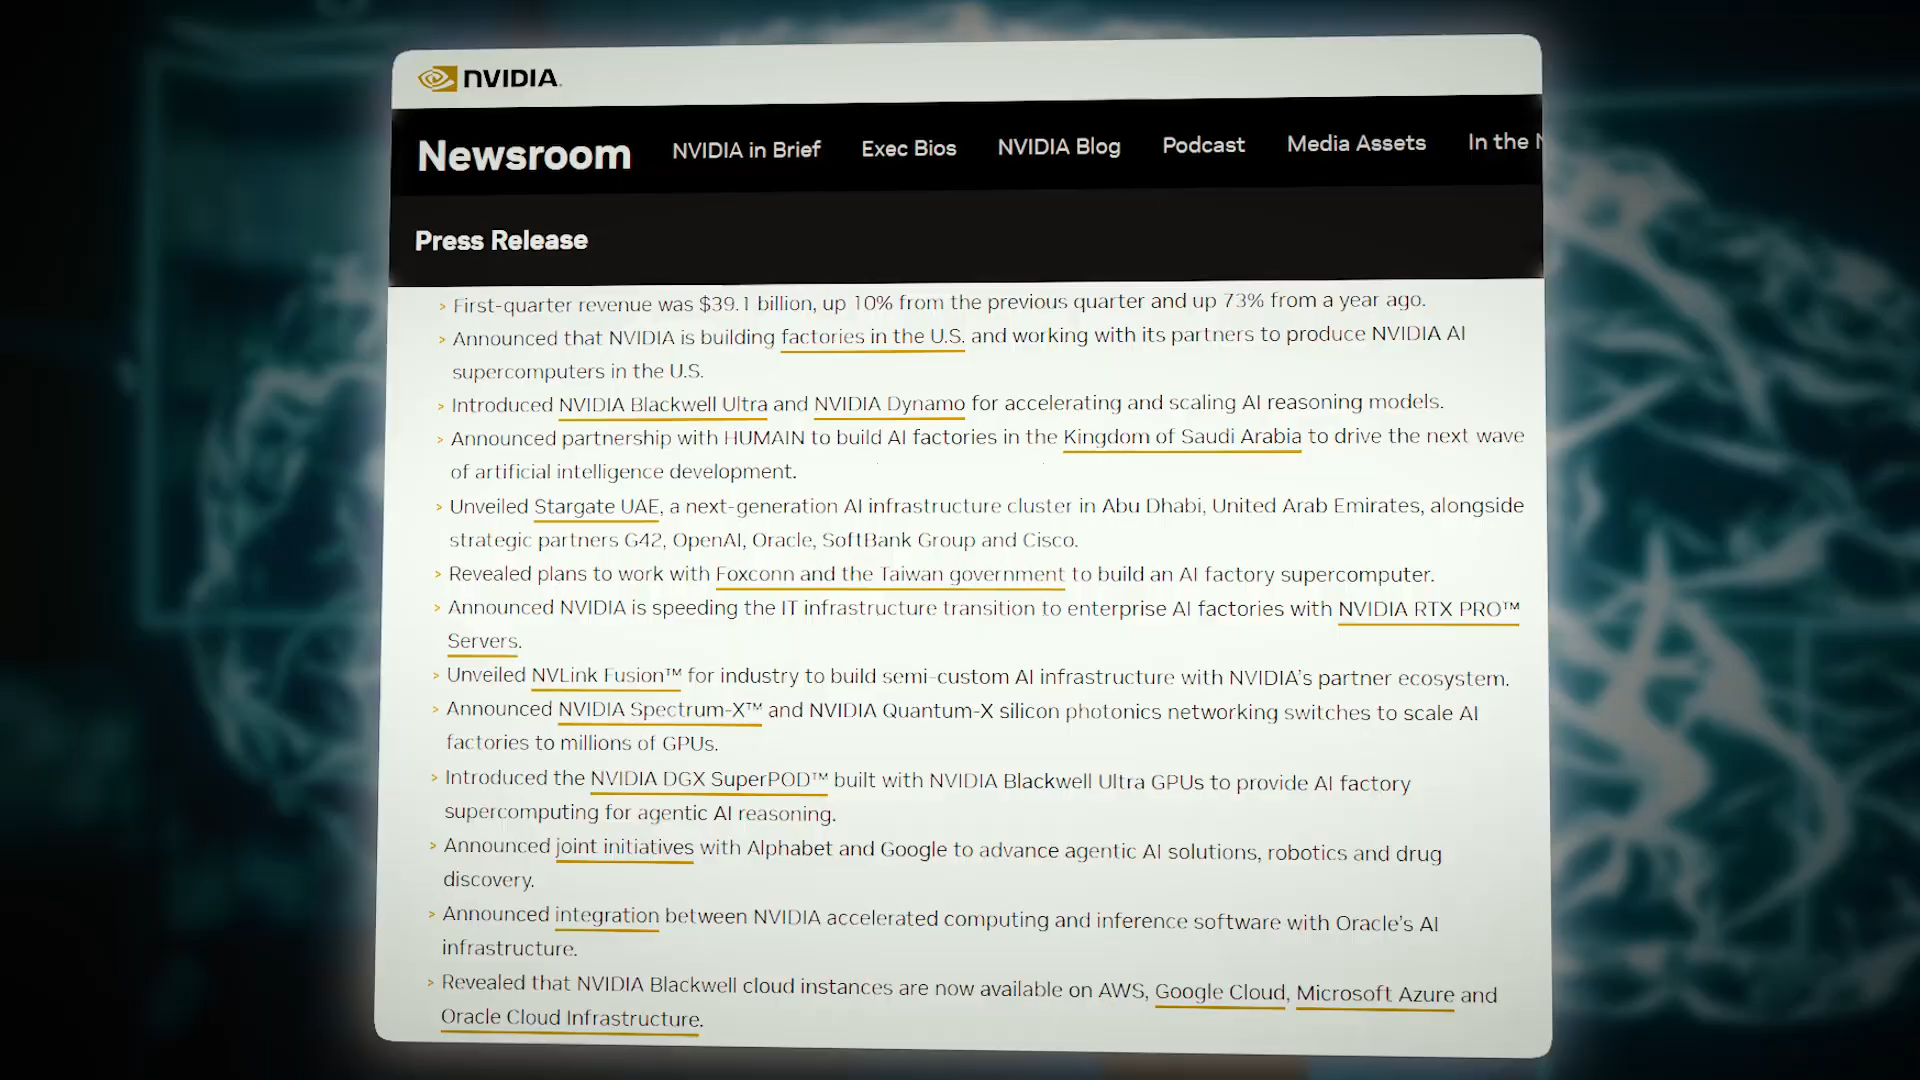 NVIDIA.
Newsroom NVIDIA in Brief Exec Bios NVIDIA Blog Podcast Media Assets In the
Press Release
> First-quarter revenue was $39.1 billion, up 10% from the previous quarter and up 73% from a year ago.
> Announced that NVIDIA is building factories in the U.S. and working with its partners to produce NVIDIA AI
supercomputers in the U.S.
> Introduced NVIDIA Blackwell Ultra and NVIDIA Dynamo for accelerating and scaling AI reasoning models.
> Announced partnership with HUMAIN to build AI factories in the Kingdom of Saudi Arabia to drive the next wave
of artificial intelligence development.
> Unveiled Stargate UAE, a next-generation AI infrastructure cluster in Abu Dhabi, United Arab Emirates, alongside
strategic partners G42, OpenAI, Oracle, SoftBank Group and Cisco.
> Revealed plans to work with Foxconn and the Taiwan government to build an AI factory supercomputer.
> Announced NVIDIA is speeding the IT infrastructure transition to enterprise AI factories with NVIDIA RTX PRO™
Servers.
> Unveiled NVLink Fusion™ for industry to build semi-custom AI infrastructure with NVIDIA's partner ecosystem.
> Announced NVIDIA Spectrum-X™ and NVIDIA Quantum-X silicon photonics networking switches to scale AI
factories to millions of GPUs.
> Introduced the NVIDIA DGX SuperPOD™ built with NVIDIA Blackwell Ultra GPUs to provide AI factory
supercomputing for agentic AI reasoning.
> Announced joint initiatives with Alphabet and Google to advance agentic AI solutions, robotics and drug
discovery.
> Announced integration between NVIDIA accelerated computing and inference software with Oracle's AI
infrastructure.
> Revealed that NVIDIA Blackwell cloud instances are now available on AWS, Google Cloud, Microsoft Azure and
Oracle Cloud Infrastructure.